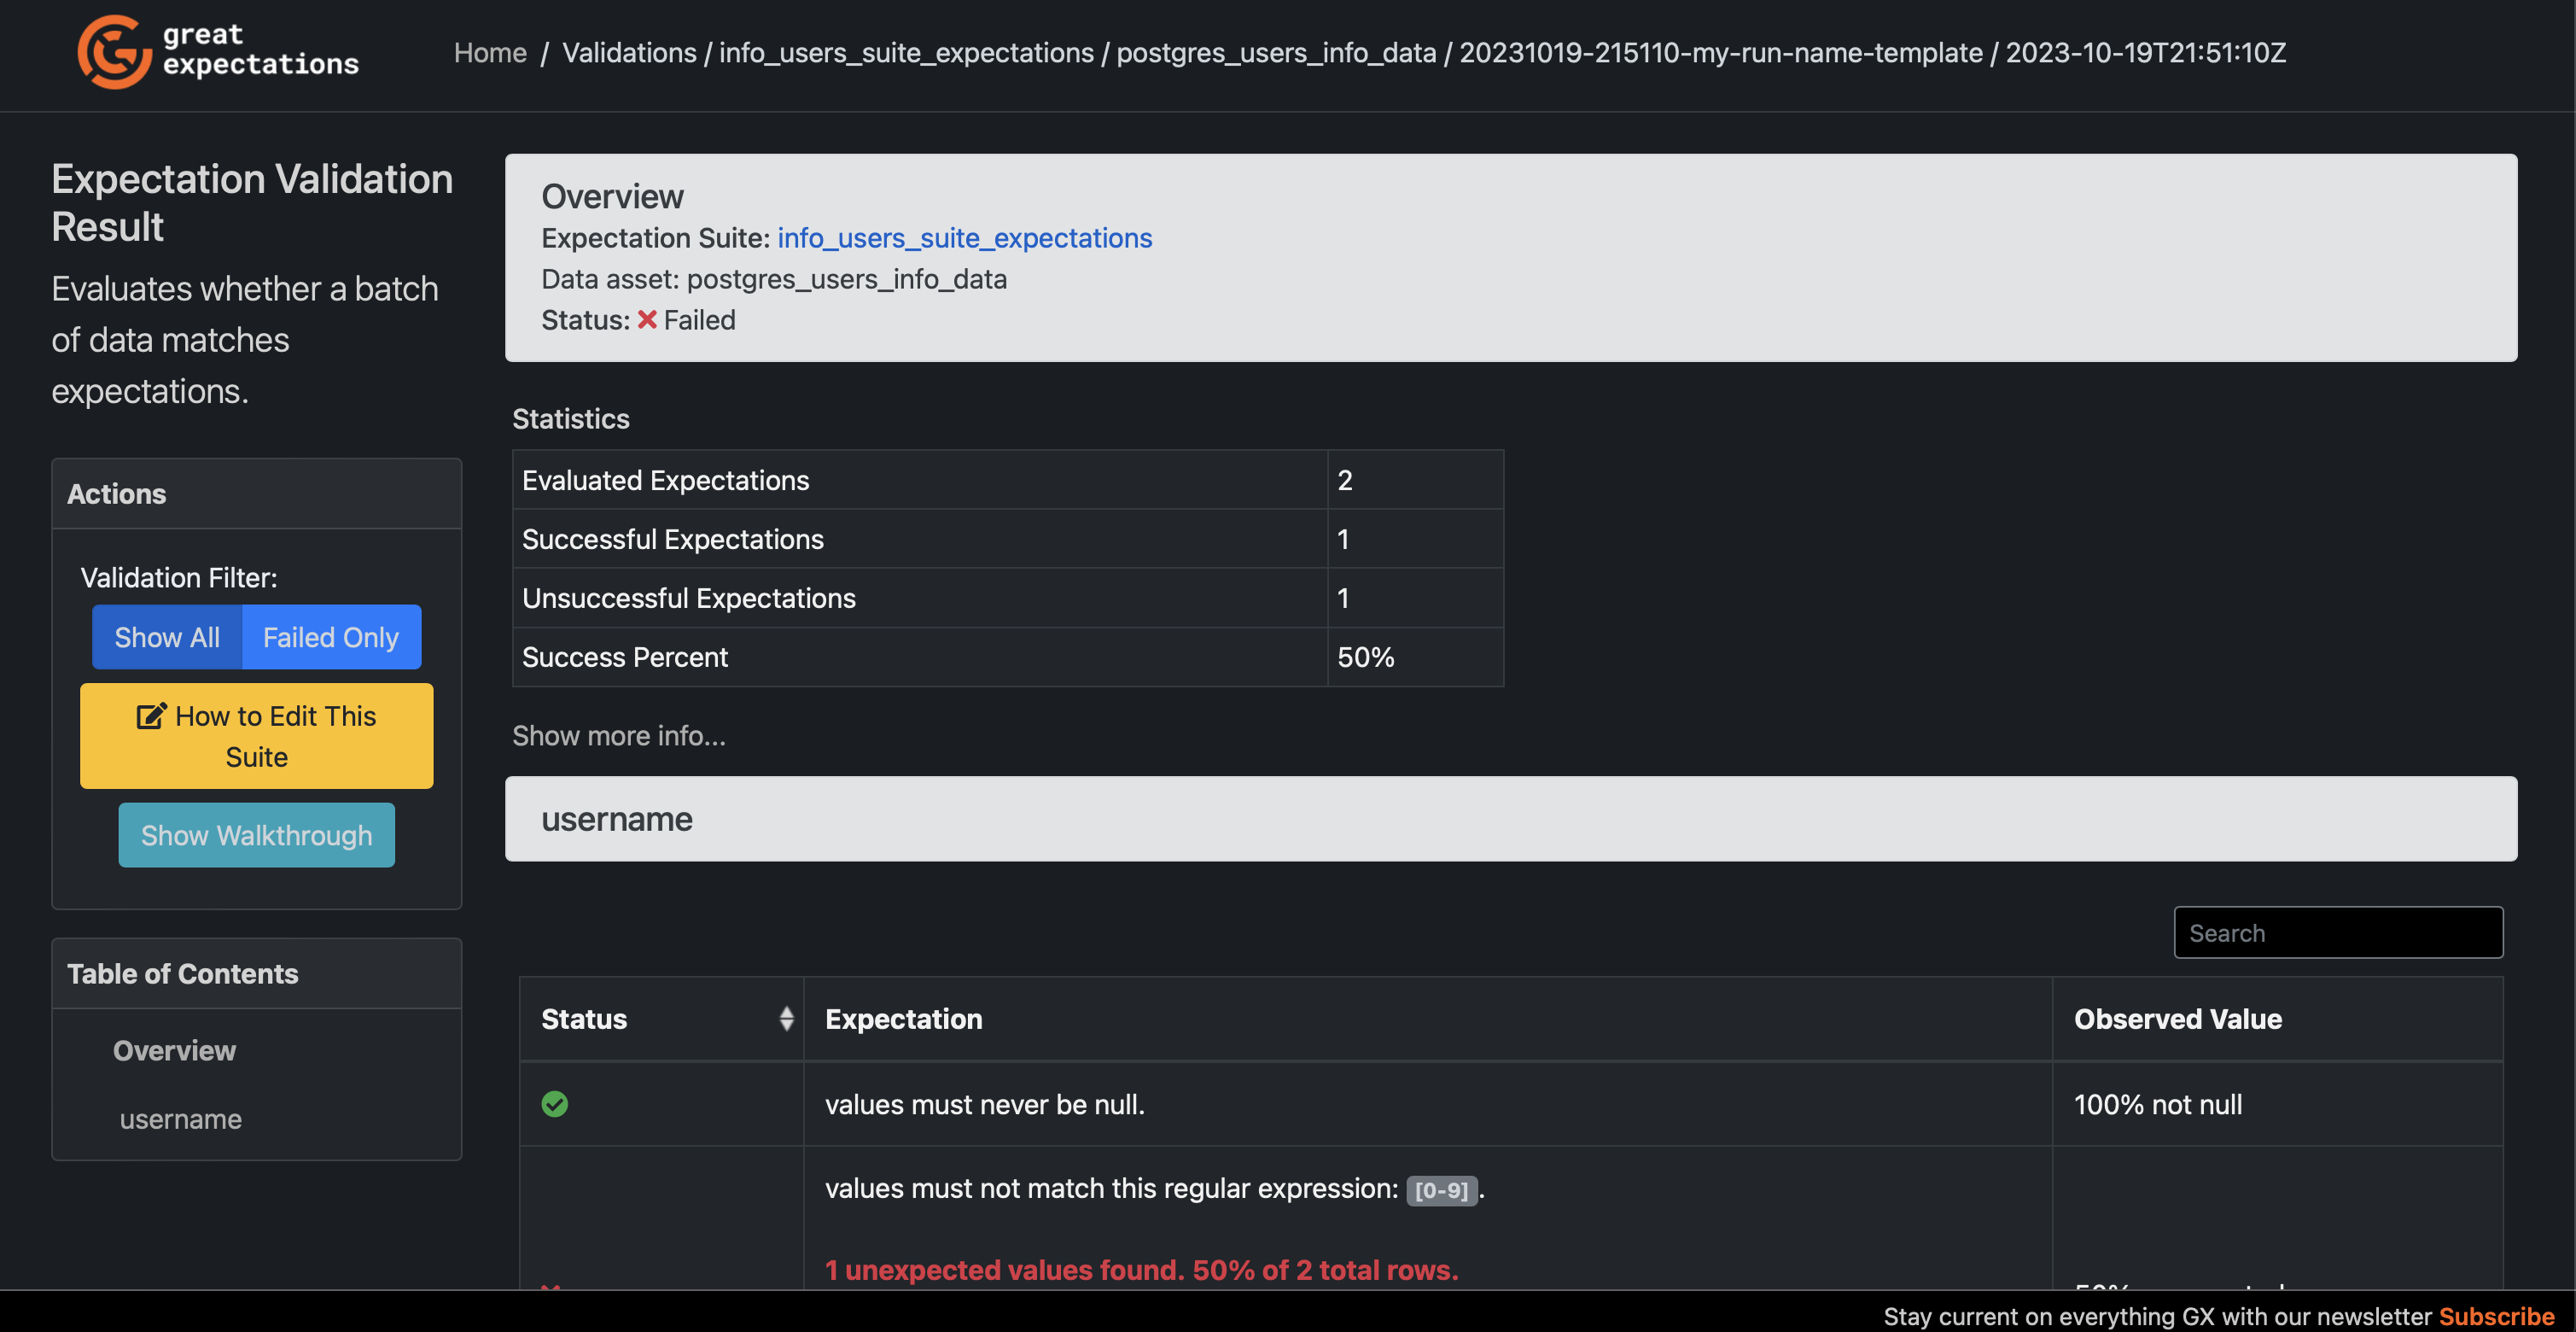 great
expectations
Home / Validations / info_users_suite_expectations / postgres_users_info_data / 20231019-215110-my-run-name-template / 2023-10-19T21:51:10Z
Expectation Validation
Result
Evaluates whether a batch
of data matches
expectations.
Actions
Validation Filter:
Show All Failed Only
How to Edit This
Suite
Show Walkthrough
Table of Contents
Overview
username
Overview
Expectation Suite: info_users_suite_expectations
Data asset: postgres_users_info_data
Status: Failed
Statistics
Evaluated Expectations 2
Successful Expectations 1
Unsuccessful Expectations 1
Success Percent 50%
Show more info...
username
Search
Status Expectation Observed Value
values must never be null. 100% not null
values must not match this regular expression: [0-9].
1 unexpected values found. 50% of 2 total rows.
Stay current on everything GX with our newsletter Subscribe